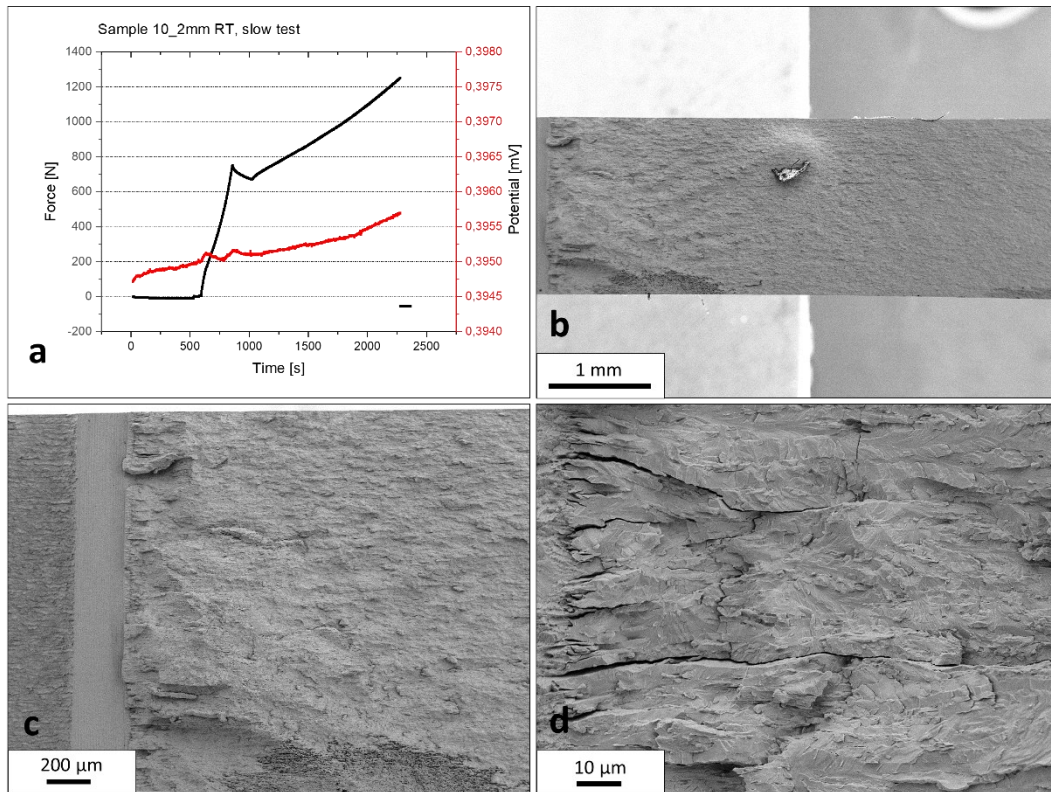 Sample 10_2mm RT, slow test
1400
1200
1000
800
600
400
200
0
-200
Force [N]
0,3980
0,3975
0,3970
0,3965
0,3960
0,3955
0,3950
0,3945
0,3940
Potential [mV]
0
500
1000
1500
2000
2500
Time [s]
a
b
1 mm
c
200 µm
d
10 µm